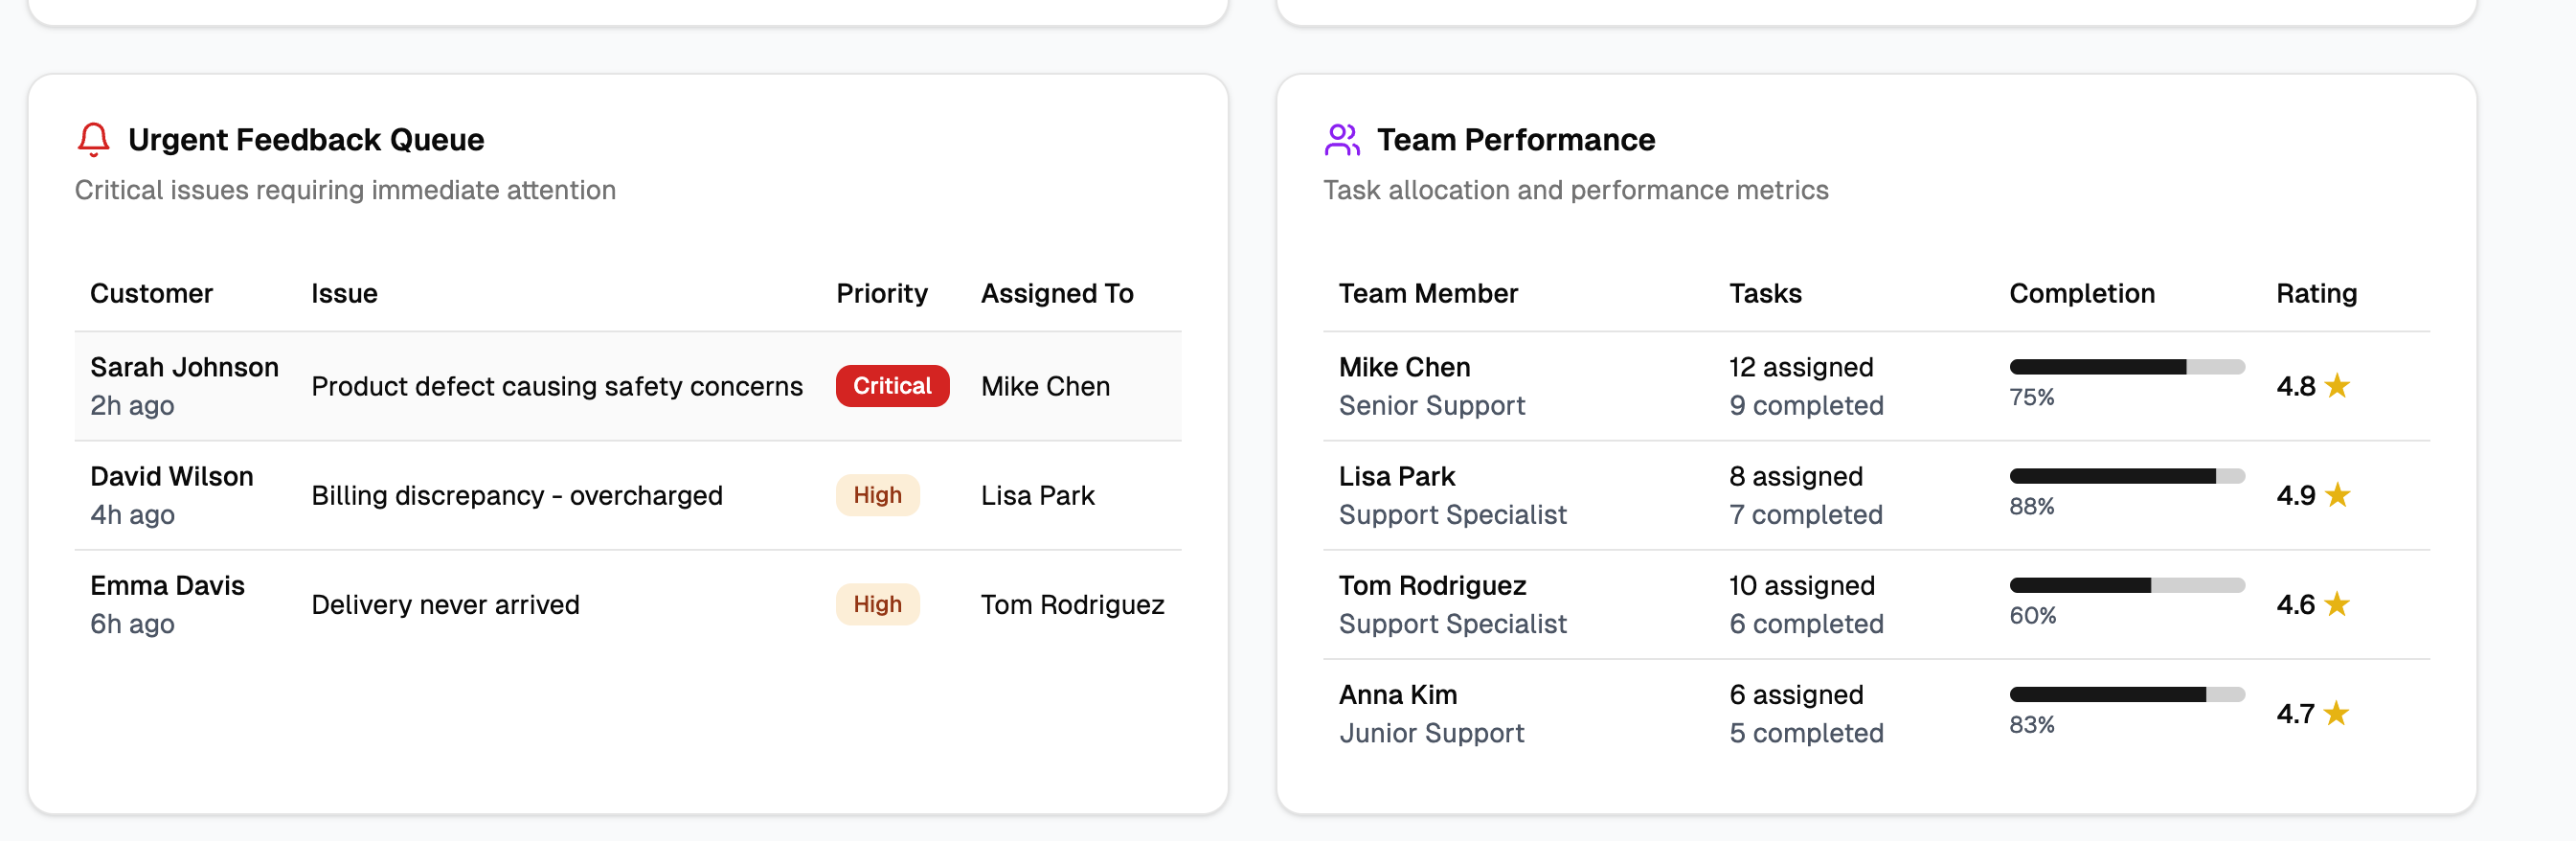 Urgent Feedback Queue
Critical issues requiring immediate attention
Customer Issue Priority Assigned To
Sarah Johnson
2h ago
Product defect causing safety concerns
Critical
Mike Chen
David Wilson
4h ago
Billing discrepancy - overcharged
High
Lisa Park
Emma Davis
6h ago
Delivery never arrived
High
Tom Rodriguez
Team Performance
Task allocation and performance metrics
Team Member Tasks Completion Rating
Mike Chen
Senior Support
12 assigned
9 completed
75%
4.8 ★
Lisa Park
Support Specialist
8 assigned
7 completed
88%
4.9 ★
Tom Rodriguez
Support Specialist
10 assigned
6 completed
60%
4.6 ★
Anna Kim
Junior Support
6 assigned
5 completed
83%
4.7 ★